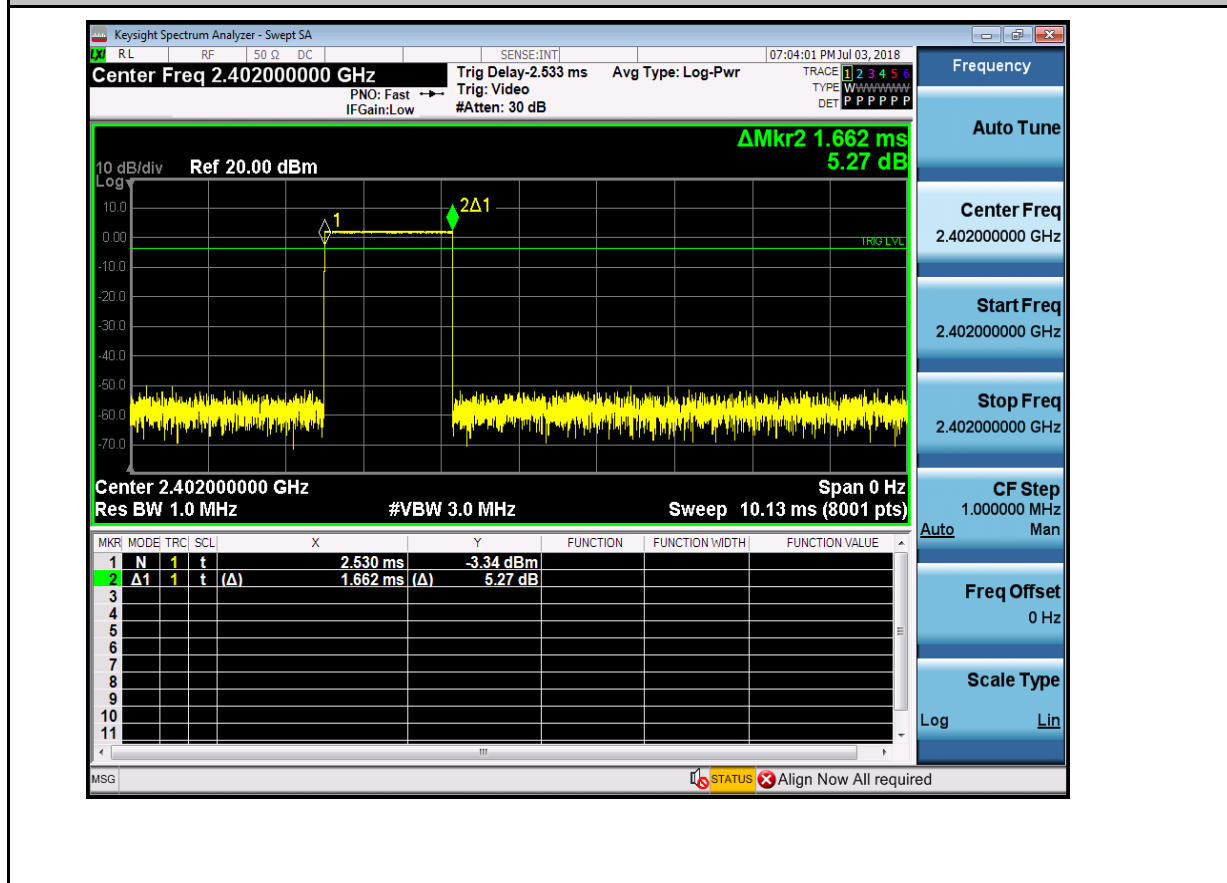 Keysight Spectrum Analyzer - Swept SA
LXI RL RF 50 Ω DC SENSE:INT 07:04:01 PM Jul 03, 2018
Center Freq 2.402000000 GHz
PNO: Fast
IFGain:Low
Trig Delay-2.533 ms
Trig: Video
#Atten: 30 dB
Avg Type: Log-Pwr
TRACE 1 2 3 4 5 6
TYPE WWWWWW
DET P P P P P P
ΔMkr2 1.662 ms
5.27 dB
10 dB/div Ref 20.00 dBm
Log
10.0
0.00
-10.0
-20.0
-30.0
-40.0
-50.0
-60.0
-70.0
1
2Δ1
TRIG LVL
Center 2.402000000 GHz Span 0 Hz
Res BW 1.0 MHz #VBW 3.0 MHz Sweep 10.13 ms (8001 pts)
MKR MODE TRC SCL X Y FUNCTION FUNCTION WIDTH FUNCTION VALUE
1 N 1 t 2.530 ms -3.34 dBm
2 Δ1 1 t (Δ) 1.662 ms (Δ) 5.27 dB
3
4
5
6
7
8
9
10
11
MSG STATUS Align Now All required
Frequency
Auto Tune
Center Freq
2.402000000 GHz
Start Freq
2.402000000 GHz
Stop Freq
2.402000000 GHz
CF Step
1.000000 MHz
Auto Man
Freq Offset
0 Hz
Scale Type
Log Lin